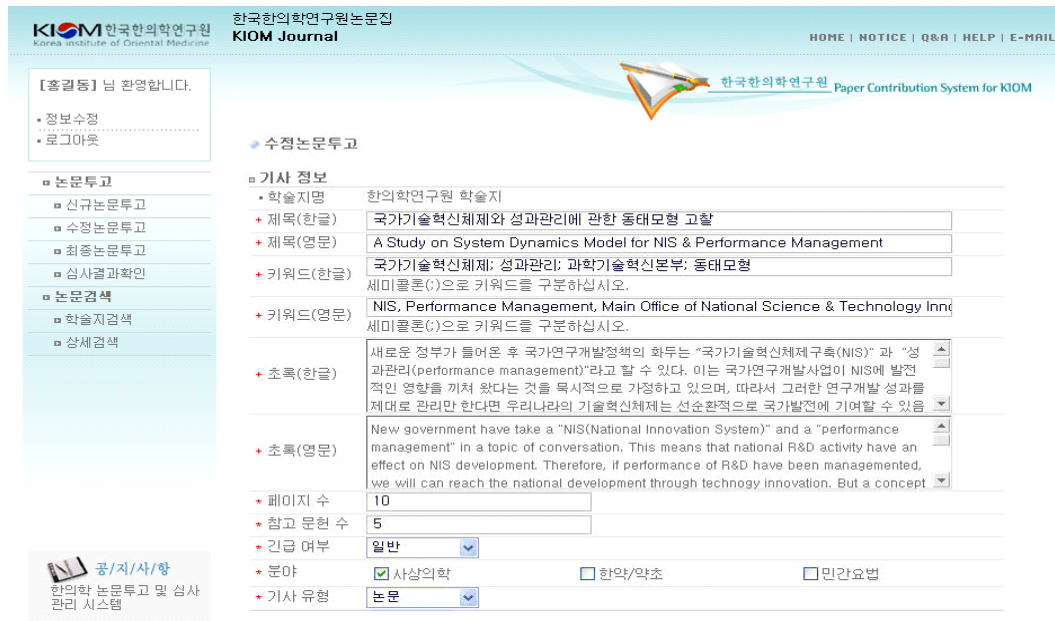 KIOM 한국한의학연구원
Korea Institute of Oriental Medicine
한국한의학연구원논문집
KIOM Journal
HOME | NOTICE | Q&A | HELP | E-MAIL
한국한의학연구원 Paper Contribution System for KIOM
[홍길동] 님 환영합니다.
정보수정
로그아웃
논문투고
신규논문투고
수정논문투고
최종논문투고
심사결과확인
논문검색
학술지검색
상세검색
공/지/사/항
한의학 논문투고 및 심사
관리 시스템
수정논문투고
기사 정보
학술지명 한의학연구원 학술지
+ 제목(한글) 국가기술혁신체제와 성과관리에 관한 동태모형 고찰
+ 제목(영문) A Study on System Dynamics Model for NIS & Performance Management
+ 키워드(한글) 국가기술혁신체제; 성과관리; 과학기술혁신본부; 동태모형
세미콜론(;)으로 키워드를 구분하십시오.
+ 키워드(영문) NIS, Performance Management, Main Office of National Science & Technology Inno
세미콜론(;)으로 키워드를 구분하십시오.
+ 초록(한글)
새로운 정부가 들어온 후 국가연구개발정책의 화두는 "국가기술혁신체제구축(NIS)" 과 "성
과관리(performance management)"라고 할 수 있다. 이는 국가연구개발사업이 NIS에 발전
적인 영향을 끼쳐 왔다는 것을 묵시적으로 가정하고 있으며, 따라서 그러한 연구개발 성과를
제대로 관리만 한다면 우리나라의 기술혁신체제는 선순환적으로 국가발전에 기여할 수 있음
+ 초록(영문)
New government have take a "NIS(National Innovation System)" and a "performance
management" in a topic of conversation. This means that national R&D activity have an
effect on NIS development. Therefore, if performance of R&D have been managemented,
we will can reach the national development through technogy innovation. But a concept
* 페이지 수 10
* 참고 문헌 수 5
* 긴급 여부 일반
* 분야 사상의학 한약/약초 민간요법
* 기사 유형 논문